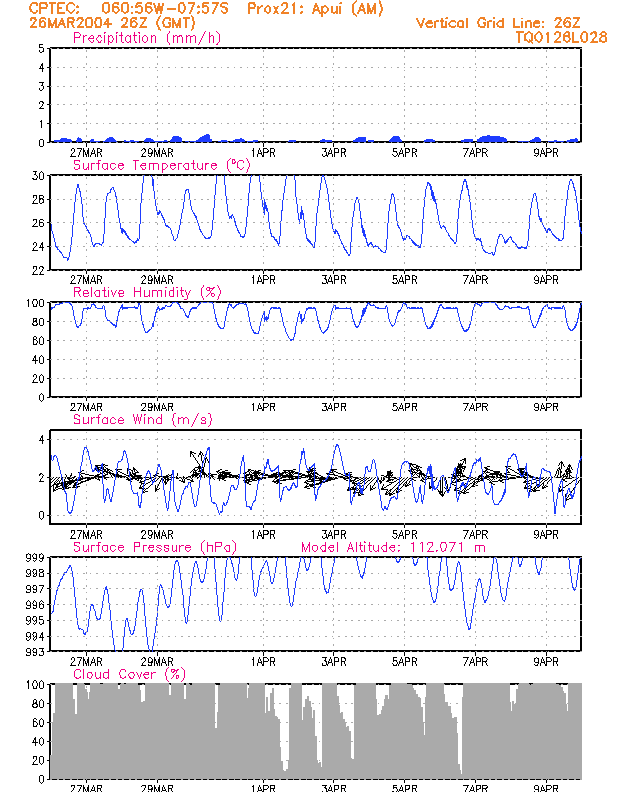 CPTEC: 060:56W-07:57S Prox21: Apuí (AM)
26MAR2004 26Z (GMT) Vertical Grid Line: 26Z
Precipitation (mm/h) TQ0126L028
5
4
3
2
1
0
27MAR 29MAR 1APR 3APR 5APR 7APR 9APR
Surface Temperature (ºC)
30
28
26
24
22
27MAR 29MAR 1APR 3APR 5APR 7APR 9APR
Relative Humidity (%)
100
80
60
40
20
0
27MAR 29MAR 1APR 3APR 5APR 7APR 9APR
Surface Wind (m/s)
4
2
0
27MAR 29MAR 1APR 3APR 5APR 7APR 9APR
Surface Pressure (hPa) Model Altitude: 112.071 m
999
998
997
996
995
994
993
27MAR 29MAR 1APR 3APR 5APR 7APR 9APR
Cloud Cover (%)
100
80
60
40
20
0
27MAR 29MAR 1APR 3APR 5APR 7APR 9APR